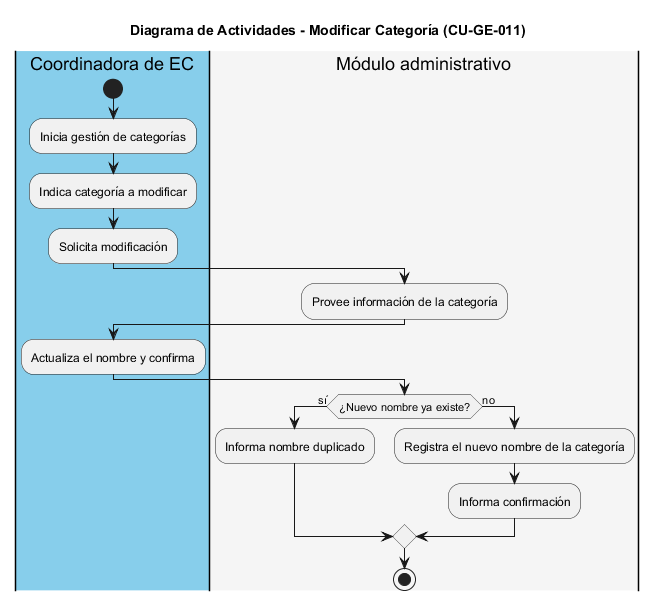 Diagrama de Actividades - Modificar Categoría (CU-GE-011)
Coordinadora de EC
Módulo administrativo
Inicia gestión de categorías
Indica categoría a modificar
Solicita modificación
Provee información de la categoría
Actualiza el nombre y confirma
¿Nuevo nombre ya existe?
sí
no
Informa nombre duplicado
Registra el nuevo nombre de la categoría
Informa confirmación